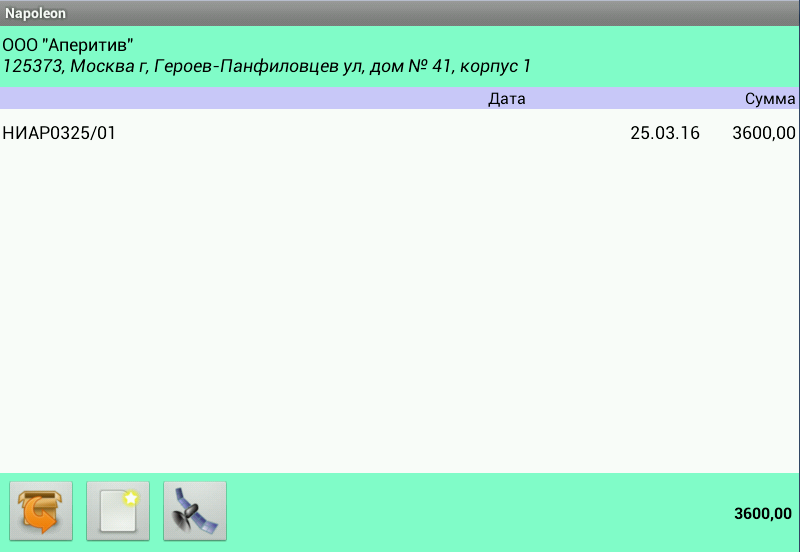 Napoleon
ООО "Аперитив"
125373, Москва г, Героев-Панфиловцев ул, дом № 41, корпус 1
Дата Сумма
НИАР0325/01 25.03.16 3600,00
3600,00